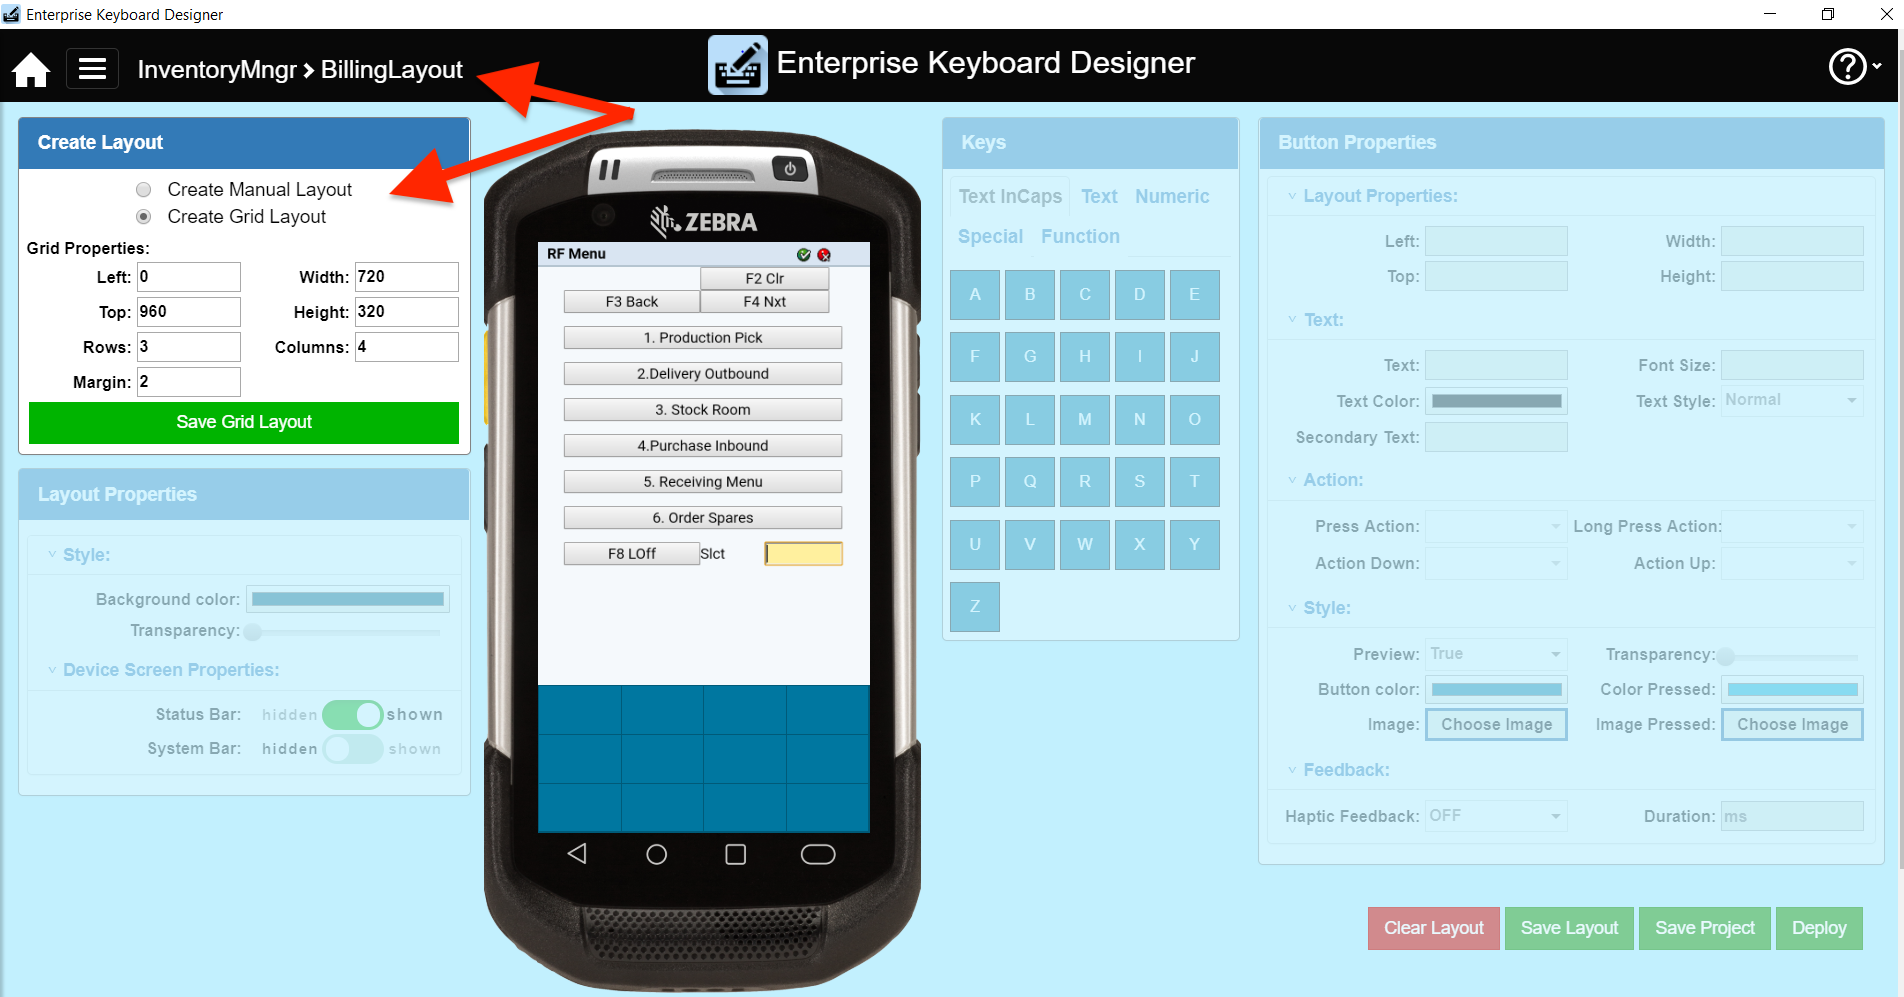 Enterprise Keyboard Designer
InventoryMngr > BillingLayout
Enterprise Keyboard Designer
Create Layout
Create Manual Layout
Create Grid Layout
Grid Properties:
Left: 0 Width: 720
Top: 960 Height: 320
Rows: 3 Columns: 4
Margin: 2
Save Grid Layout
Layout Properties
Style:
Background color:
Transparency:
Device Screen Properties:
Status Bar: hidden shown
System Bar: hidden shown
ZEBRA
RF Menu
F2 Clr
F3 Back F4 Nxt
1. Production Pick
2.Delivery Outbound
3. Stock Room
4.Purchase Inbound
5. Receiving Menu
6. Order Spares
F8 LOff Slct
Keys
Text InCaps Text Numeric
Special Function
A B C D E
F G H I J
K L M N O
P Q R S T
U V W X Y
Z
Button Properties
Layout Properties:
Left: Width:
Top: Height:
Text:
Text: Font Size:
Text Color: Text Style: Normal
Secondary Text:
Action:
Press Action: Long Press Action:
Action Down: Action Up:
Style:
Preview: True Transparency:
Button color: Color Pressed:
Image: Choose Image Image Pressed: Choose Image
Feedback:
Haptic Feedback: OFF Duration: ms
Clear Layout Save Layout Save Project Deploy